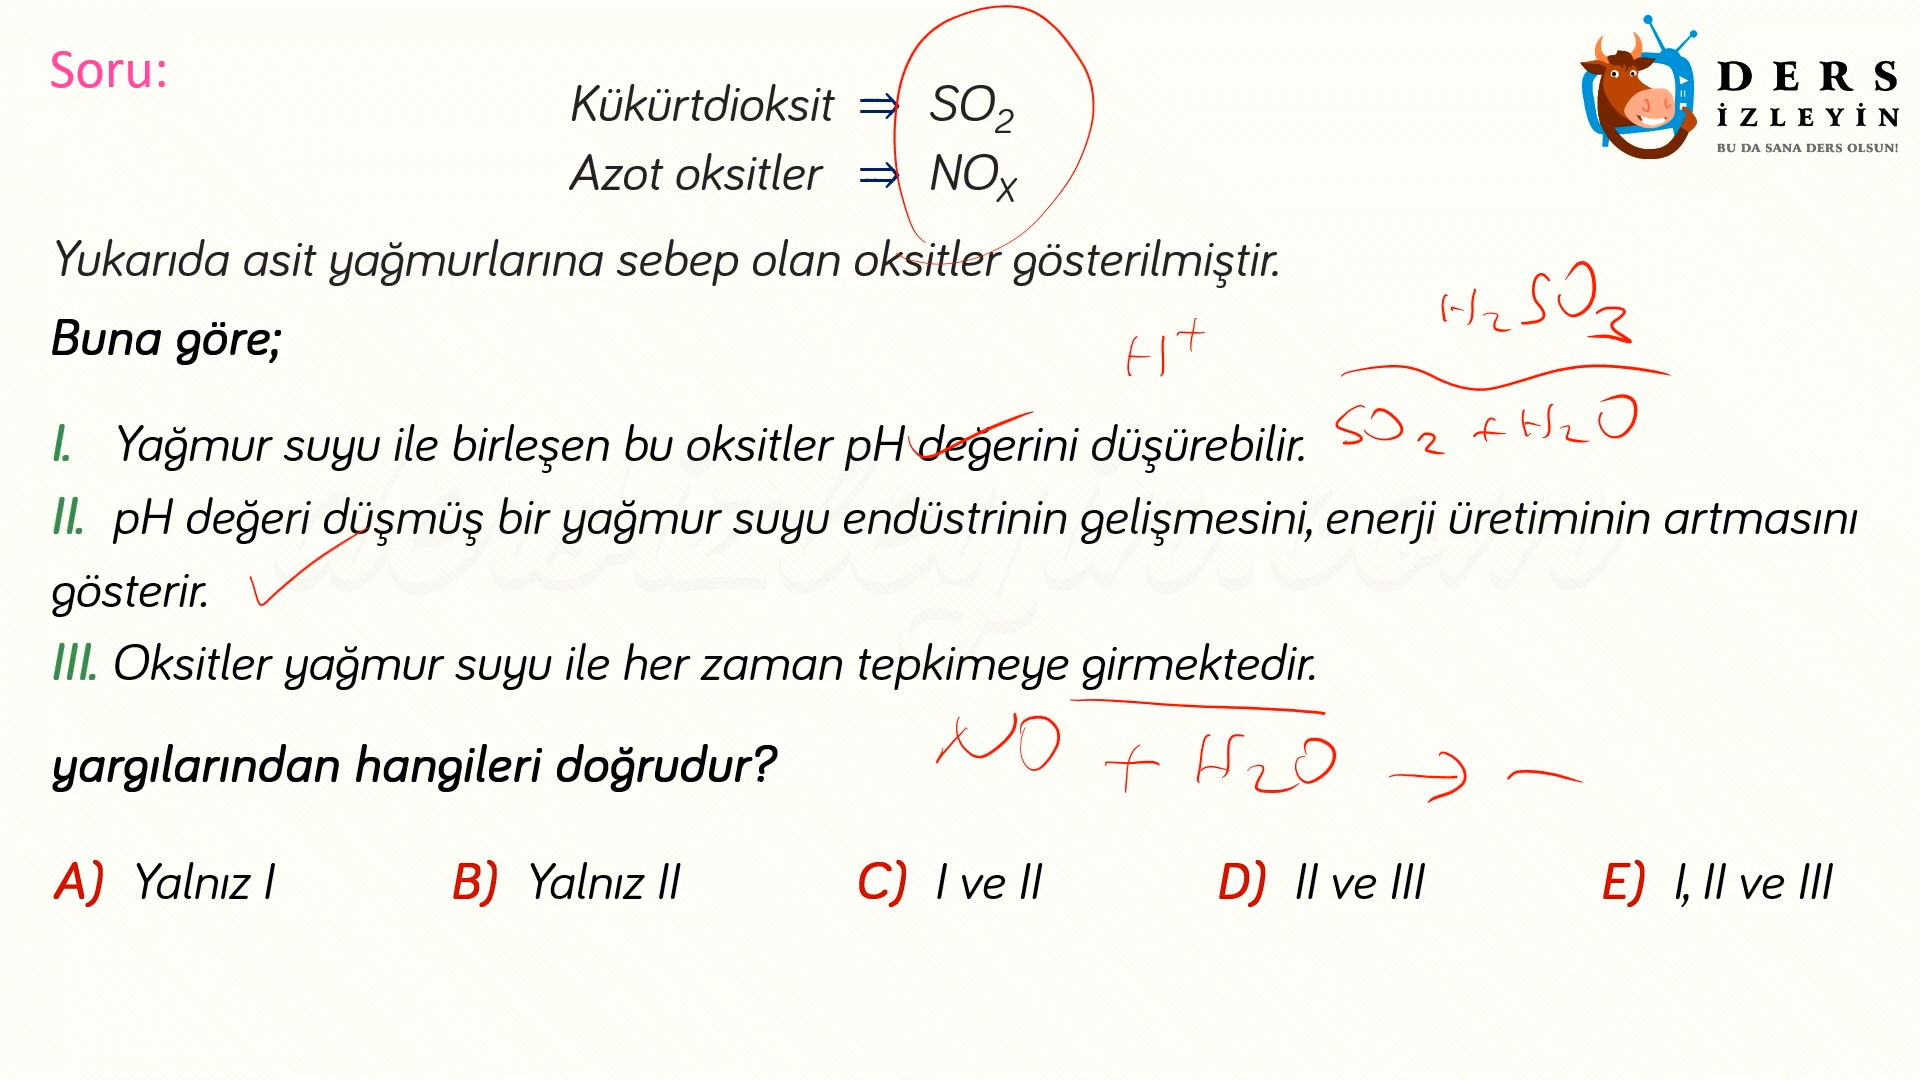 Soru:
Kükürtdioksit ⇒ SO₂
Azot oksitler ⇒ NOₓ
DERS
İZLEYİN
BU DA SANA DERS OLSUN!
Yukarıda asit yağmurlarına sebep olan oksitler gösterilmiştir.
Buna göre;
H⁺
H₂SO₃
SO₂ + H₂O
I. Yağmur suyu ile birleşen bu oksitler pH değerini düşürebilir.
II. pH değeri düşmüş bir yağmur suyu endüstrinin gelişmesini, enerji üretiminin artmasını
gösterir.
III. Oksitler yağmur suyu ile her zaman tepkimeye girmektedir.
NO + H₂O → –
yargılarından hangileri doğrudur?
A) Yalnız I B) Yalnız II C) I ve II D) II ve III E) I, II ve III
dersizleyin.com